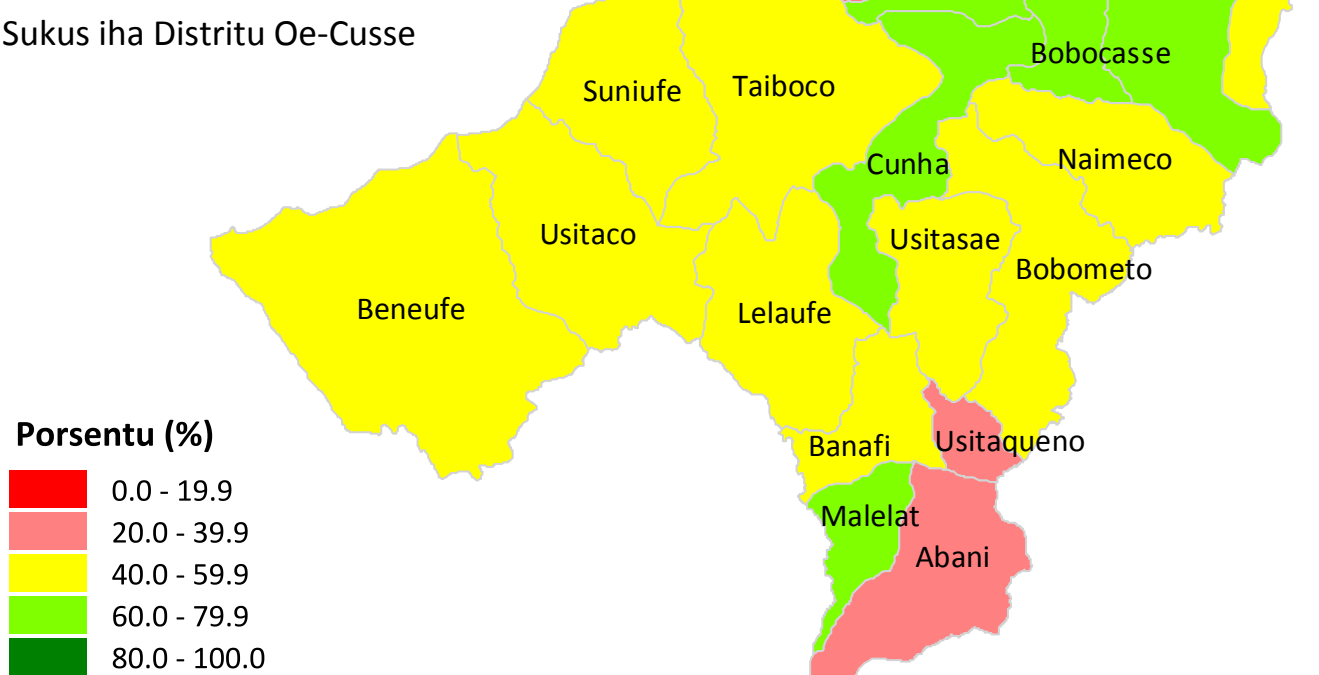 Sukus iha Distritu Oe-Cusse
Bobocasse
Suniufe
Taiboco
Cunha
Naimeco
Usitaco
Usitasae
Bobometo
Beneufe
Lelaufe
Banafi
Usitaqueno
Malelat
Abani
Porsentu (%)
0.0 - 19.9
20.0 - 39.9
40.0 - 59.9
60.0 - 79.9
80.0 - 100.0